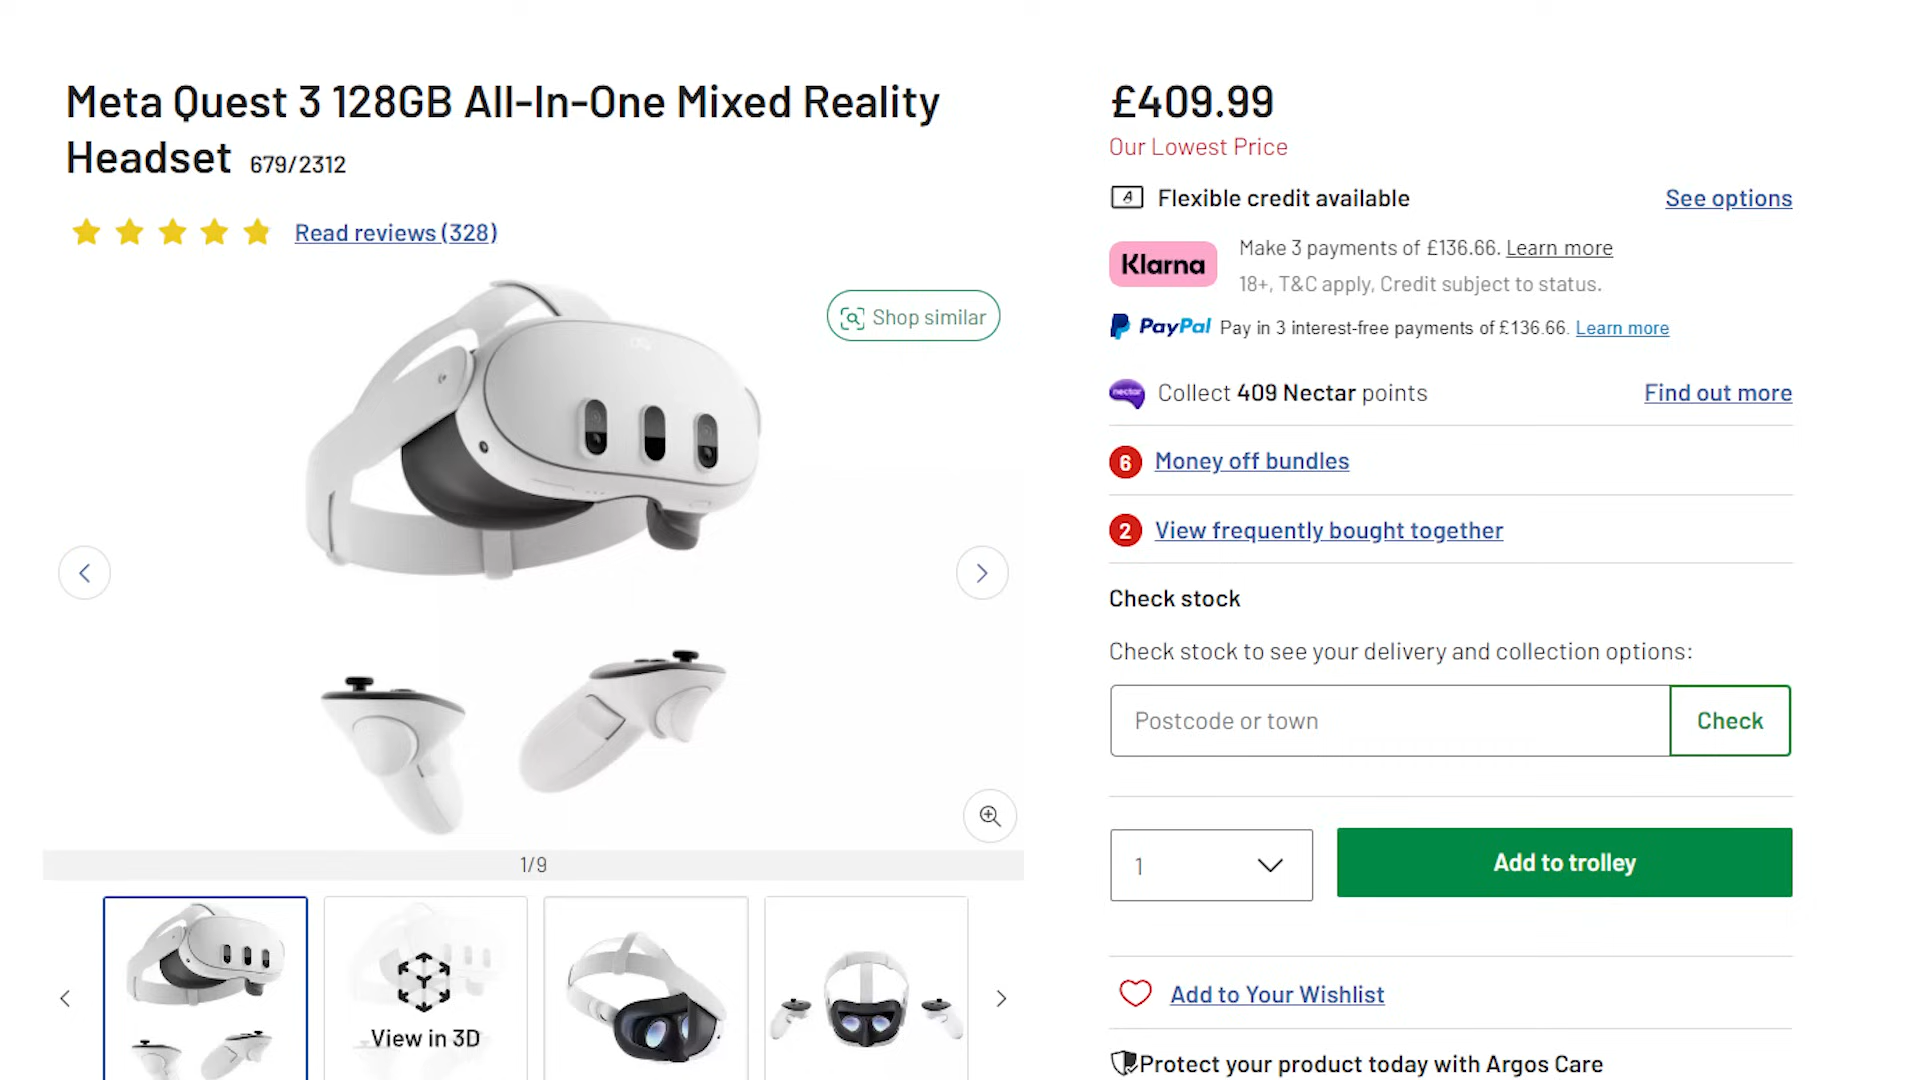 Meta Quest 3 128GB All-In-One Mixed Reality
Headset 679/2312
Read reviews (328)
Shop similar
1/9
View in 3D
£409.99
Our Lowest Price
Flexible credit available See options
Klarna Make 3 payments of £136.66. Learn more
18+, T&C apply, Credit subject to status.
PayPal Pay in 3 interest-free payments of £136.66. Learn more
nectar Collect 409 Nectar points Find out more
6 Money off bundles
2 View frequently bought together
Check stock
Check stock to see your delivery and collection options:
Postcode or town Check
1 Add to trolley
Add to Your Wishlist
Protect your product today with Argos Care